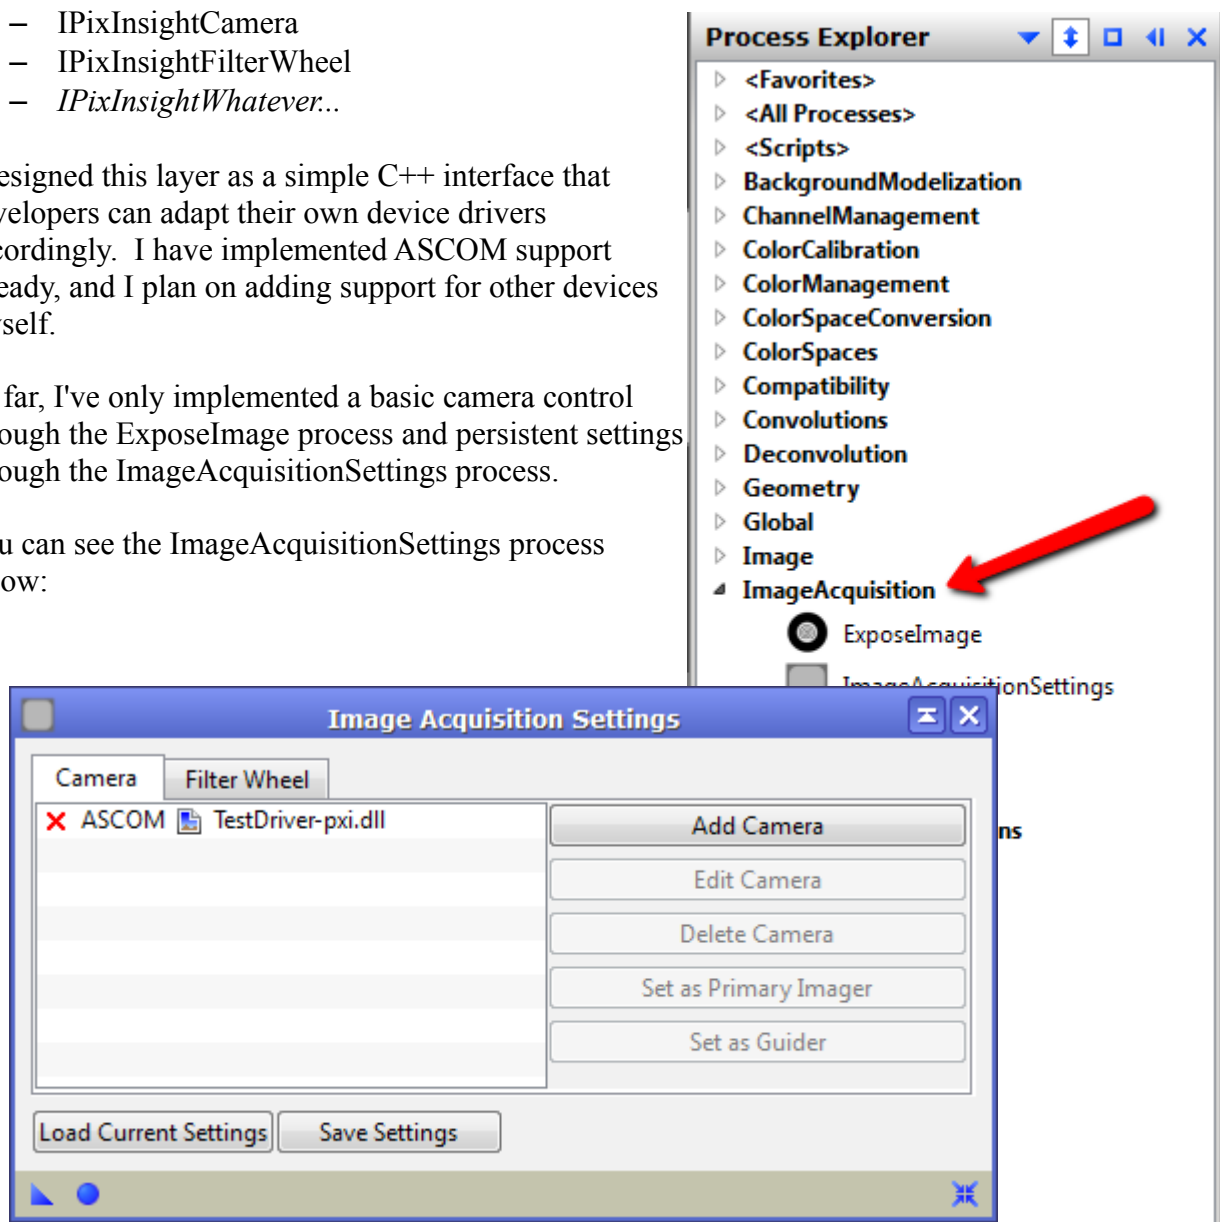 – IPixInsightCamera
– IPixInsightFilterWheel
– IPixInsightWhatever...
esigned this layer as a simple C++ interface that
velopers can adapt their own device drivers
cordingly. I have implemented ASCOM support
eady, and I plan on adding support for other devices
self.
far, I've only implemented a basic camera control
ough the ExposeImage process and persistent settings
ough the ImageAcquisitionSettings process.
u can see the ImageAcquisitionSettings process
ow:
Process Explorer
<Favorites>
<All Processes>
<Scripts>
BackgroundModelization
ChannelManagement
ColorCalibration
ColorManagement
ColorSpaceConversion
ColorSpaces
Compatibility
Convolutions
Deconvolution
Geometry
Global
Image
ImageAcquisition
ExposeImage
ImageAcquisitionSettings
ns
Image Acquisition Settings
Camera Filter Wheel
ASCOM TestDriver-pxi.dll
Add Camera
Edit Camera
Delete Camera
Set as Primary Imager
Set as Guider
Load Current Settings Save Settings